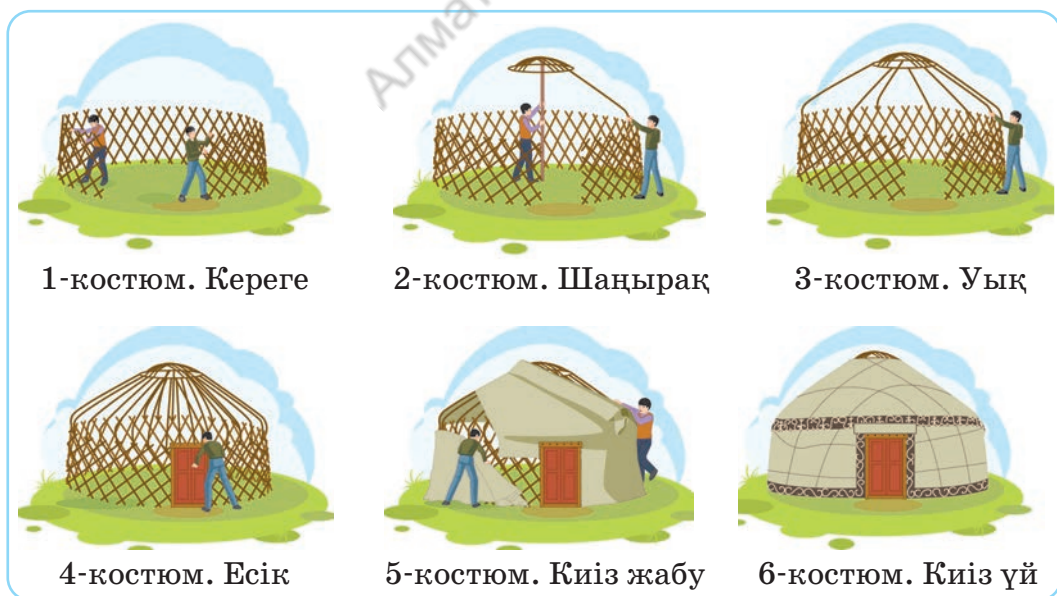 Алмат
1-костюм. Кереге
2-костюм. Шаңырақ
3-костюм. Уық
4-костюм. Есік
5-костюм. Киіз жабу
6-костюм. Киіз үй